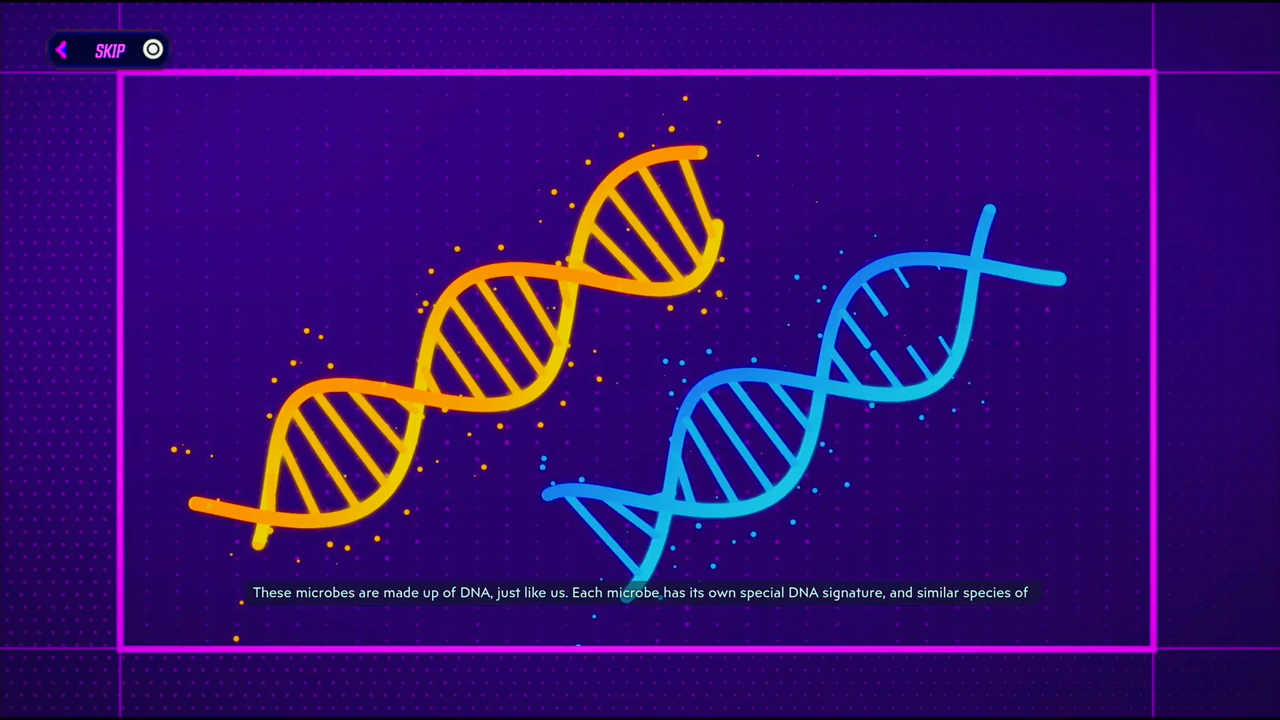 SKIP
These microbes are made up of DNA, just like us. Each microbe has its own special DNA signature, and similar species of